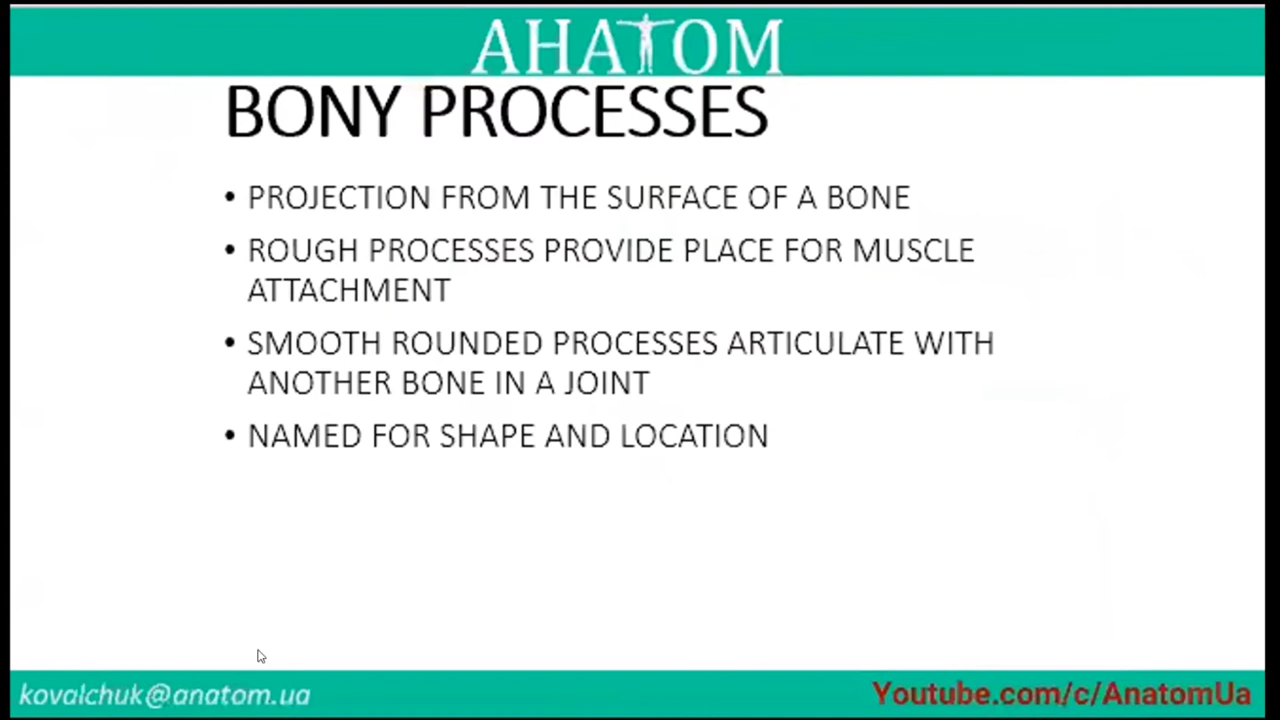 АНАТОМ
BONY PROCESSES
• PROJECTION FROM THE SURFACE OF A BONE
• ROUGH PROCESSES PROVIDE PLACE FOR MUSCLE
ATTACHMENT
• SMOOTH ROUNDED PROCESSES ARTICULATE WITH
ANOTHER BONE IN A JOINT
• NAMED FOR SHAPE AND LOCATION
kovalchuk@anatom.ua
Youtube.com/c/AnatomUa